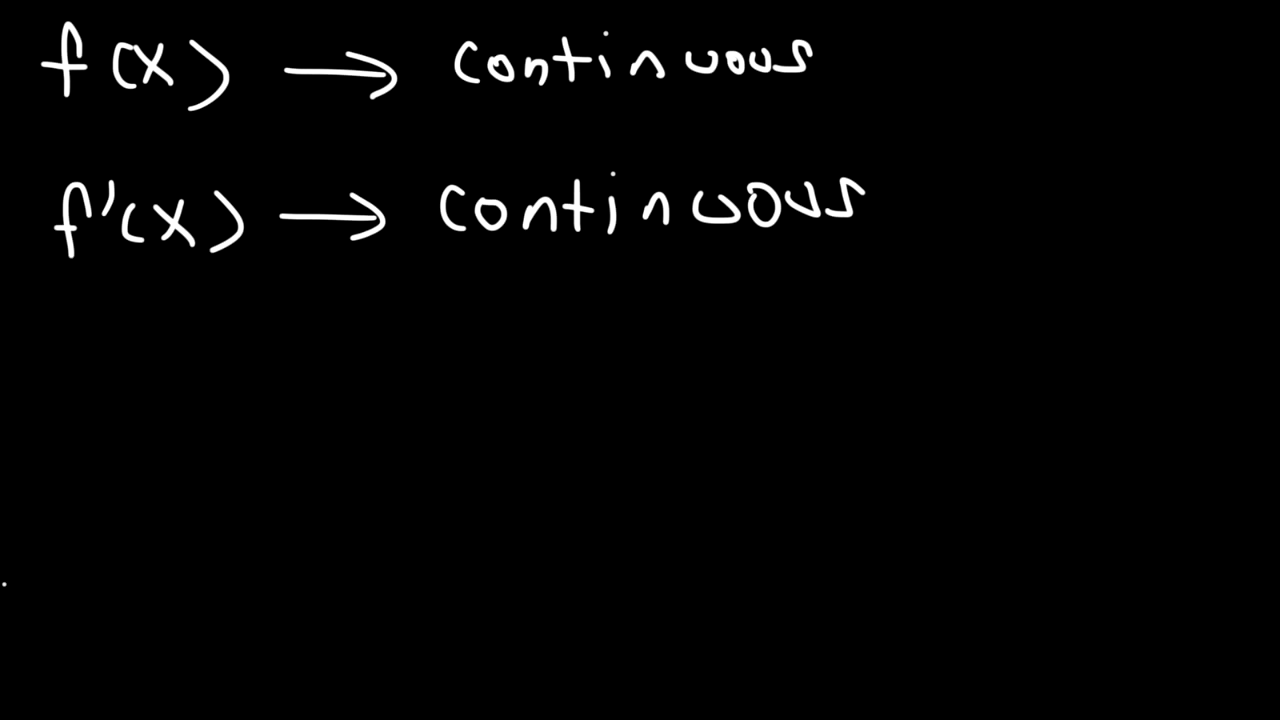 f(x) → continuous
f'(x) → continuous